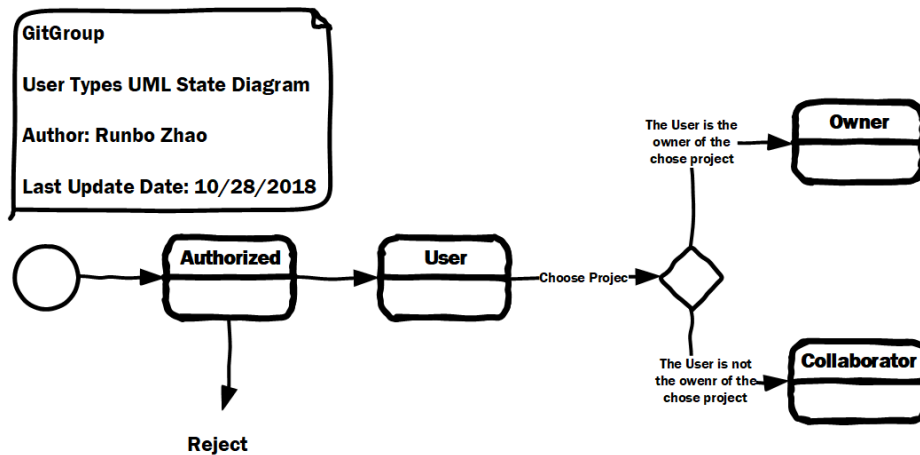 GitGroup
User Types UML State Diagram
Author: Runbo Zhao
Last Update Date: 10/28/2018
Authorized
User
Choose Projec
The User is the
owner of the
chose project
Owner
The User is not
the owenr of the
chose project
Collaborator
Reject